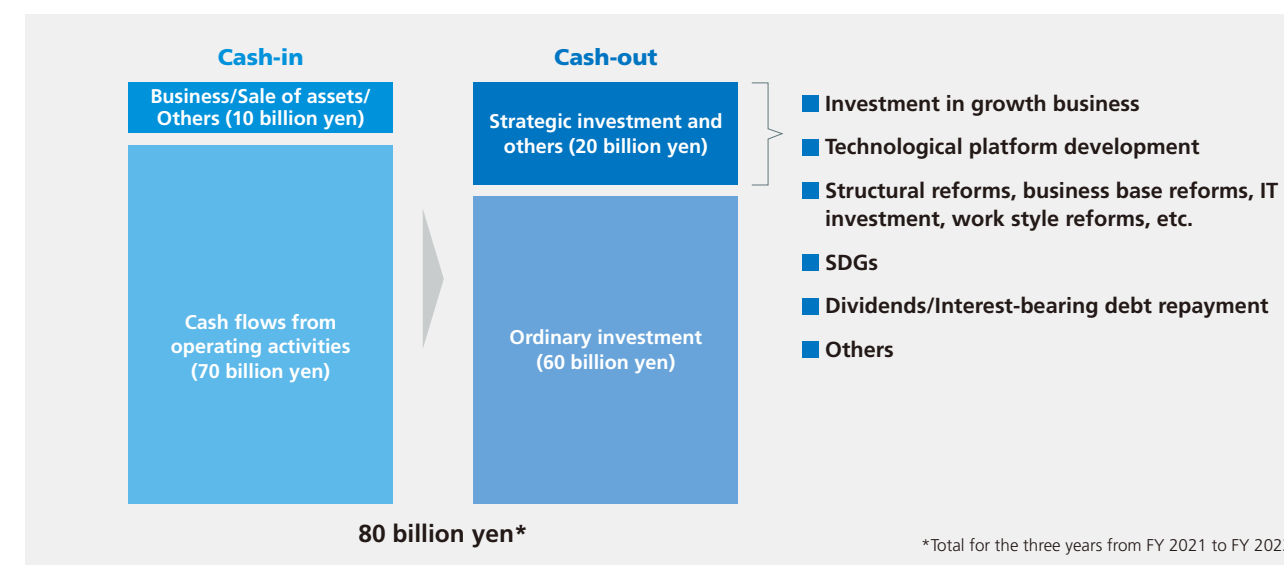 Cash-in
Business/Sale of assets/
Others (10 billion yen)
Cash flows from
operating activities
(70 billion yen)
Cash-out
Strategic investment and
others (20 billion yen)
Ordinary investment
(60 billion yen)
Investment in growth business
Technological platform development
Structural reforms, business base reforms, IT
investment, work style reforms, etc.
SDGs
Dividends/Interest-bearing debt repayment
Others
80 billion yen*
*Total for the three years from FY 2021 to FY